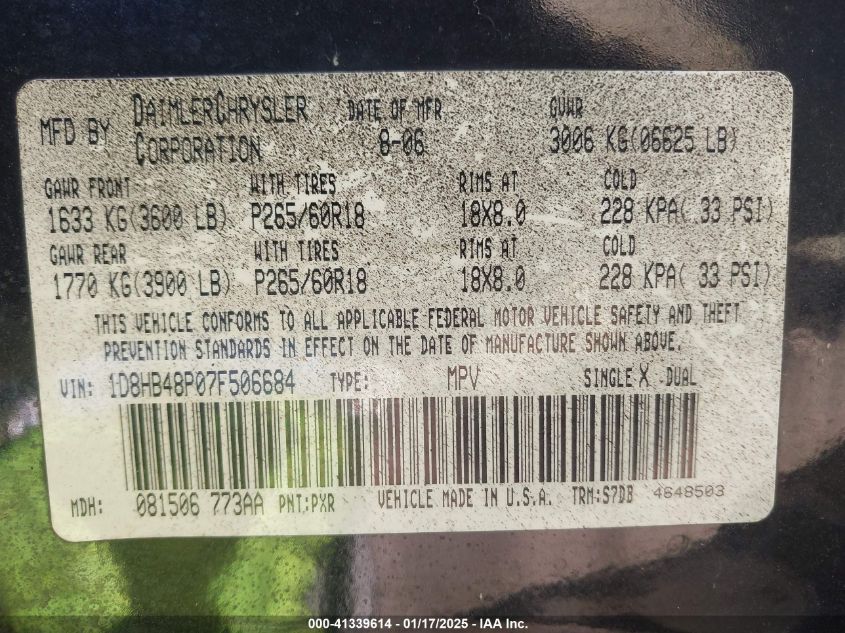 MFD BY DAIMLERCHRYSLER CORPORATION DATE OF MFR 8-06 GVWR 3006 KG(06625 LB)
GAWR FRONT WITH TIRES RIMS AT COLD
1633 KG(3600 LB) P265/60R18 18X8.0 228 KPA( 33 PSI)
GAWR REAR WITH TIRES RIMS AT COLD
1770 KG(3900 LB) P265/60R18 18X8.0 228 KPA( 33 PSI)
THIS VEHICLE CONFORMS TO ALL APPLICABLE FEDERAL MOTOR VEHICLE SAFETY AND THEFT
PREVENTION STANDARDS IN EFFECT ON THE DATE OF MANUFACTURE SHOWN ABOVE.
VIN: 1D8HB48P07F506684 TYPE: MPV SINGLE X DUAL
MDH: 081506 773AA PNT:PXR VEHICLE MADE IN U.S.A. TRM:S7DB 4648503
000-41339614 - 01/17/2025 - IAA Inc.